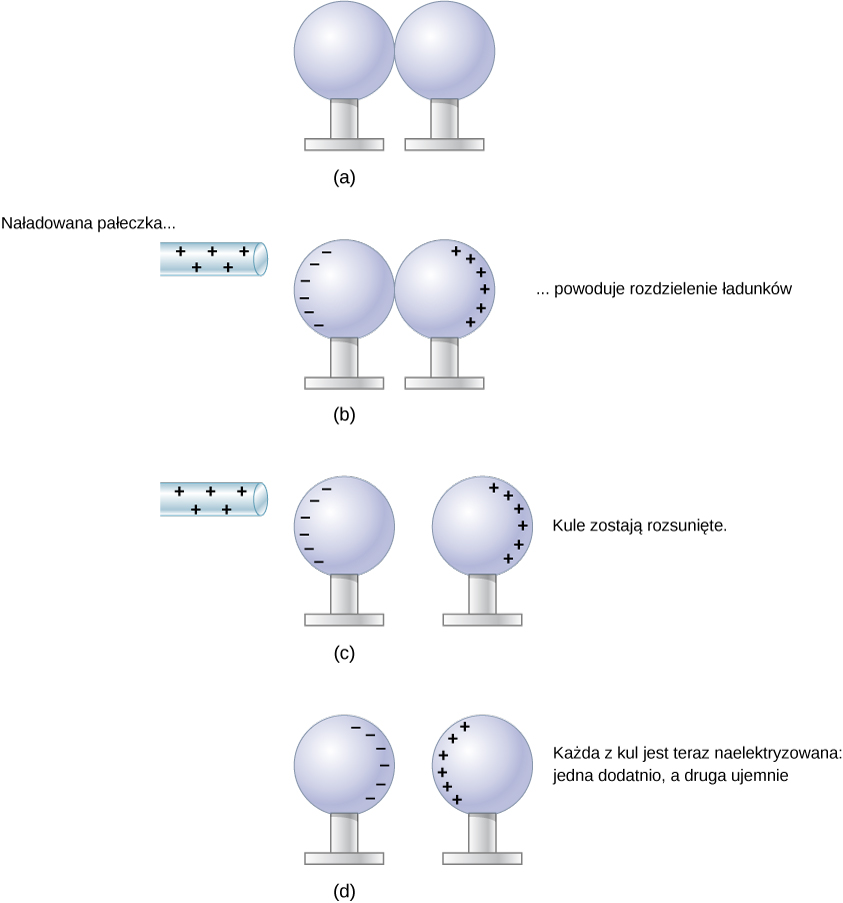 (a)
Naładowana pałeczka...
... powoduje rozdzielenie ładunków
(b)
Kule zostają rozsunięte.
(c)
Każda z kul jest teraz naelektryzowana:
jedna dodatnio, a druga ujemnie
(d)